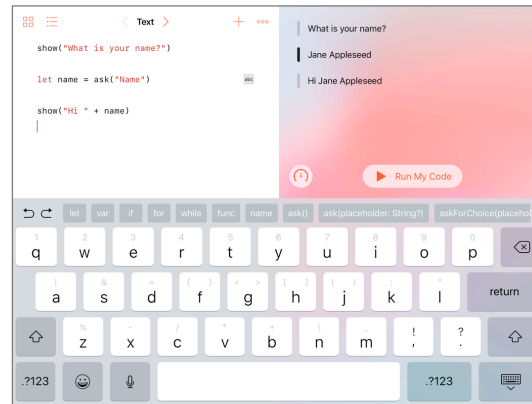 Text
show("What is your name?")
let name = ask("Name")
abc
show("Hi " + name)
What is your name?
Jane Appleseed
Hi Jane Appleseed
Run My Code
let var if for while func name ask() ask(placeholder: String?) askForChoice(placehol
1 2 3 4 5 6 7 8 9 0
q w e r t y u i o p
| & = { } < > [ ] ( ) : "
a s d f g h j k l return
% - / * + \ _ ! ?
z x c v b n m , .
.?123 .?123